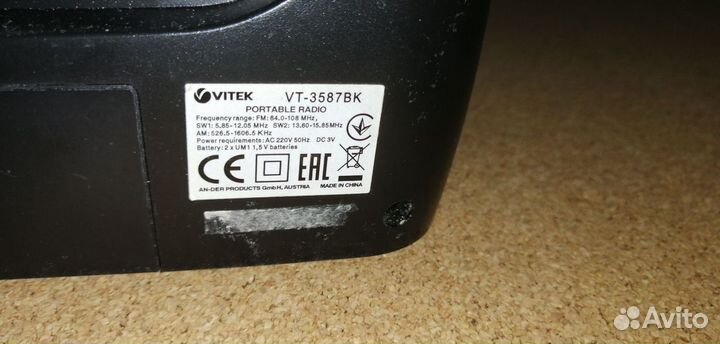 VITEK VT-3587BK
PORTABLE RADIO
Frequency range: FM: 64.0-108 MHz,
SW1: 5.85-12.05 MHz SW2: 13.60-15.85MHz
AM: 526.5-1606.5 KHz
Power requirements: AC 220V 50Hz DC 3V
Battery: 2 x UM1 1,5 V batteries
CE EAC
AN-DER PRODUCTS GmbH, AUSTRIA MADE IN CHINA
Avito